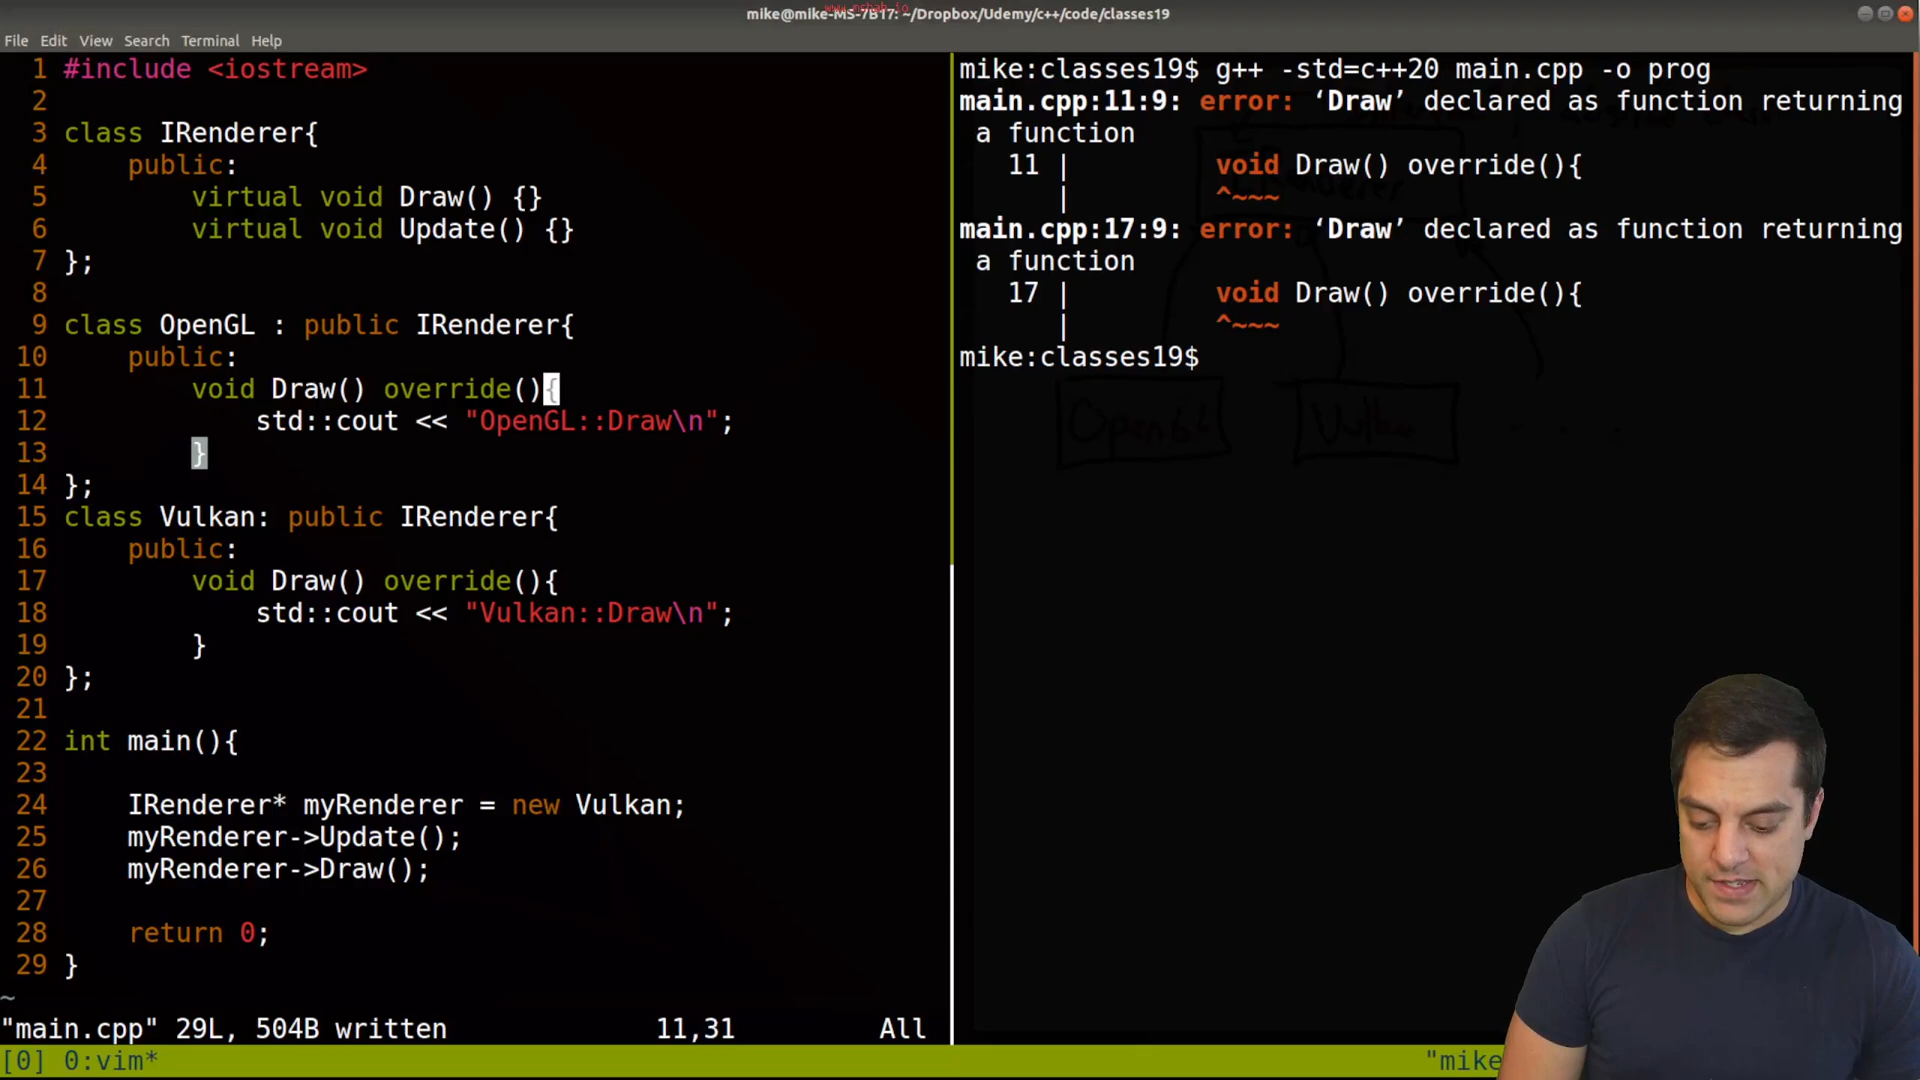 www.mshah.io
mike@mike-MS-7B17: ~/Dropbox/Udemy/c++/code/classes19
File Edit View Search Terminal Help
1 #include <iostream>
2
3 class IRenderer{
4 public:
5 virtual void Draw() {}
6 virtual void Update() {}
7 };
8
9 class OpenGL : public IRenderer{
10 public:
11 void Draw() override(){
12 std::cout << "OpenGL::Draw\n";
13 }
14 };
15 class Vulkan: public IRenderer{
16 public:
17 void Draw() override(){
18 std::cout << "Vulkan::Draw\n";
19 }
20 };
21
22 int main(){
23
24 IRenderer* myRenderer = new Vulkan;
25 myRenderer->Update();
26 myRenderer->Draw();
27
28 return 0;
29 }
~
"main.cpp" 29L, 504B written 11,31 All
[0] 0:vim* "mike
mike:classes19$ g++ -std=c++20 main.cpp -o prog
main.cpp:11:9: error: ‘Draw’ declared as function returning
a function
11 | void Draw() override(){
| ^~~~
main.cpp:17:9: error: ‘Draw’ declared as function returning
a function
17 | void Draw() override(){
| ^~~~
mike:classes19$
OpenGL Vulkan